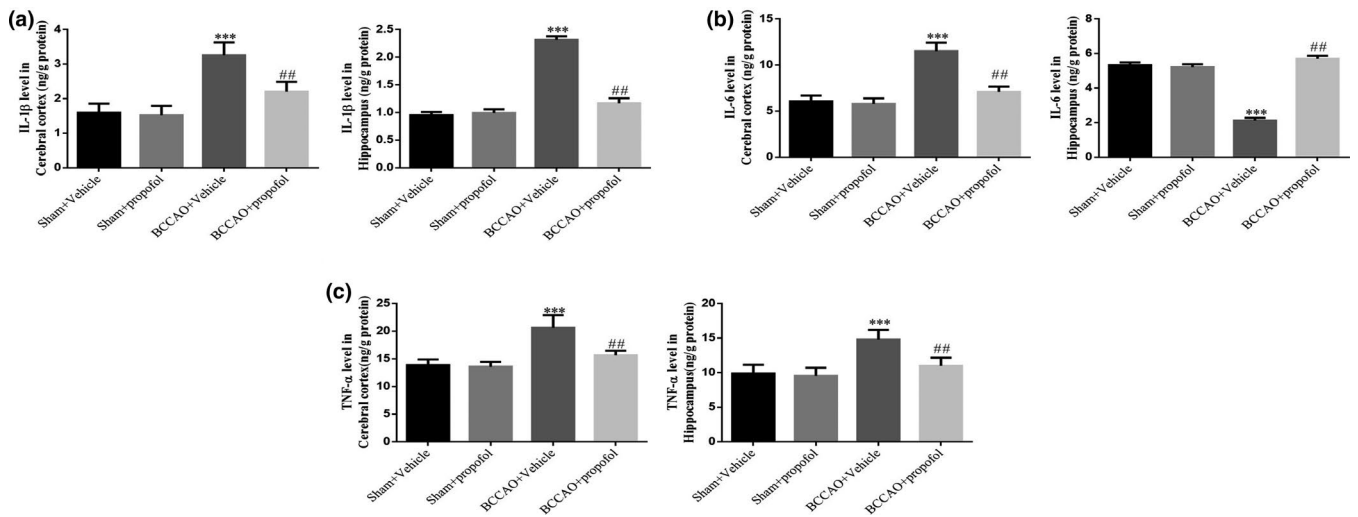 (a)
IL-1β level in
Cerebral cortex (ng/g protein)
4
3
2
1
0
***
##
Sham+Vehicle
Sham+propofol
BCCAO+Vehicle
BCCAO+propofol
IL-1β level in
Hippocampus (ng/g protein)
2.5
2.0
1.5
1.0
0.5
0.0
***
##
Sham+Vehicle
Sham+propofol
BCCAO+Vehicle
BCCAO+propofol
(b)
IL-6 level in
Cerebral cortex (ng/g protein)
15
10
5
0
***
##
Sham+Vehicle
Sham+propofol
BCCAO+Vehicle
BCCAO+propofol
IL-6 level in
Hippocampus (ng/g protein)
8
6
4
2
0
***
##
Sham+Vehicle
Sham+propofol
BCCAO+Vehicle
BCCAO+propofol
(c)
TNF-α level in
Cerebral cortex(ng/g protein)
25
20
15
10
5
0
***
##
Sham+Vehicle
Sham+propofol
BCCAO+Vehicle
BCCAO+propofol
TNF-α level in
Hippocampus(ng/g protein)
20
15
10
5
0
***
##
Sham+Vehicle
Sham+propofol
BCCAO+Vehicle
BCCAO+propofol